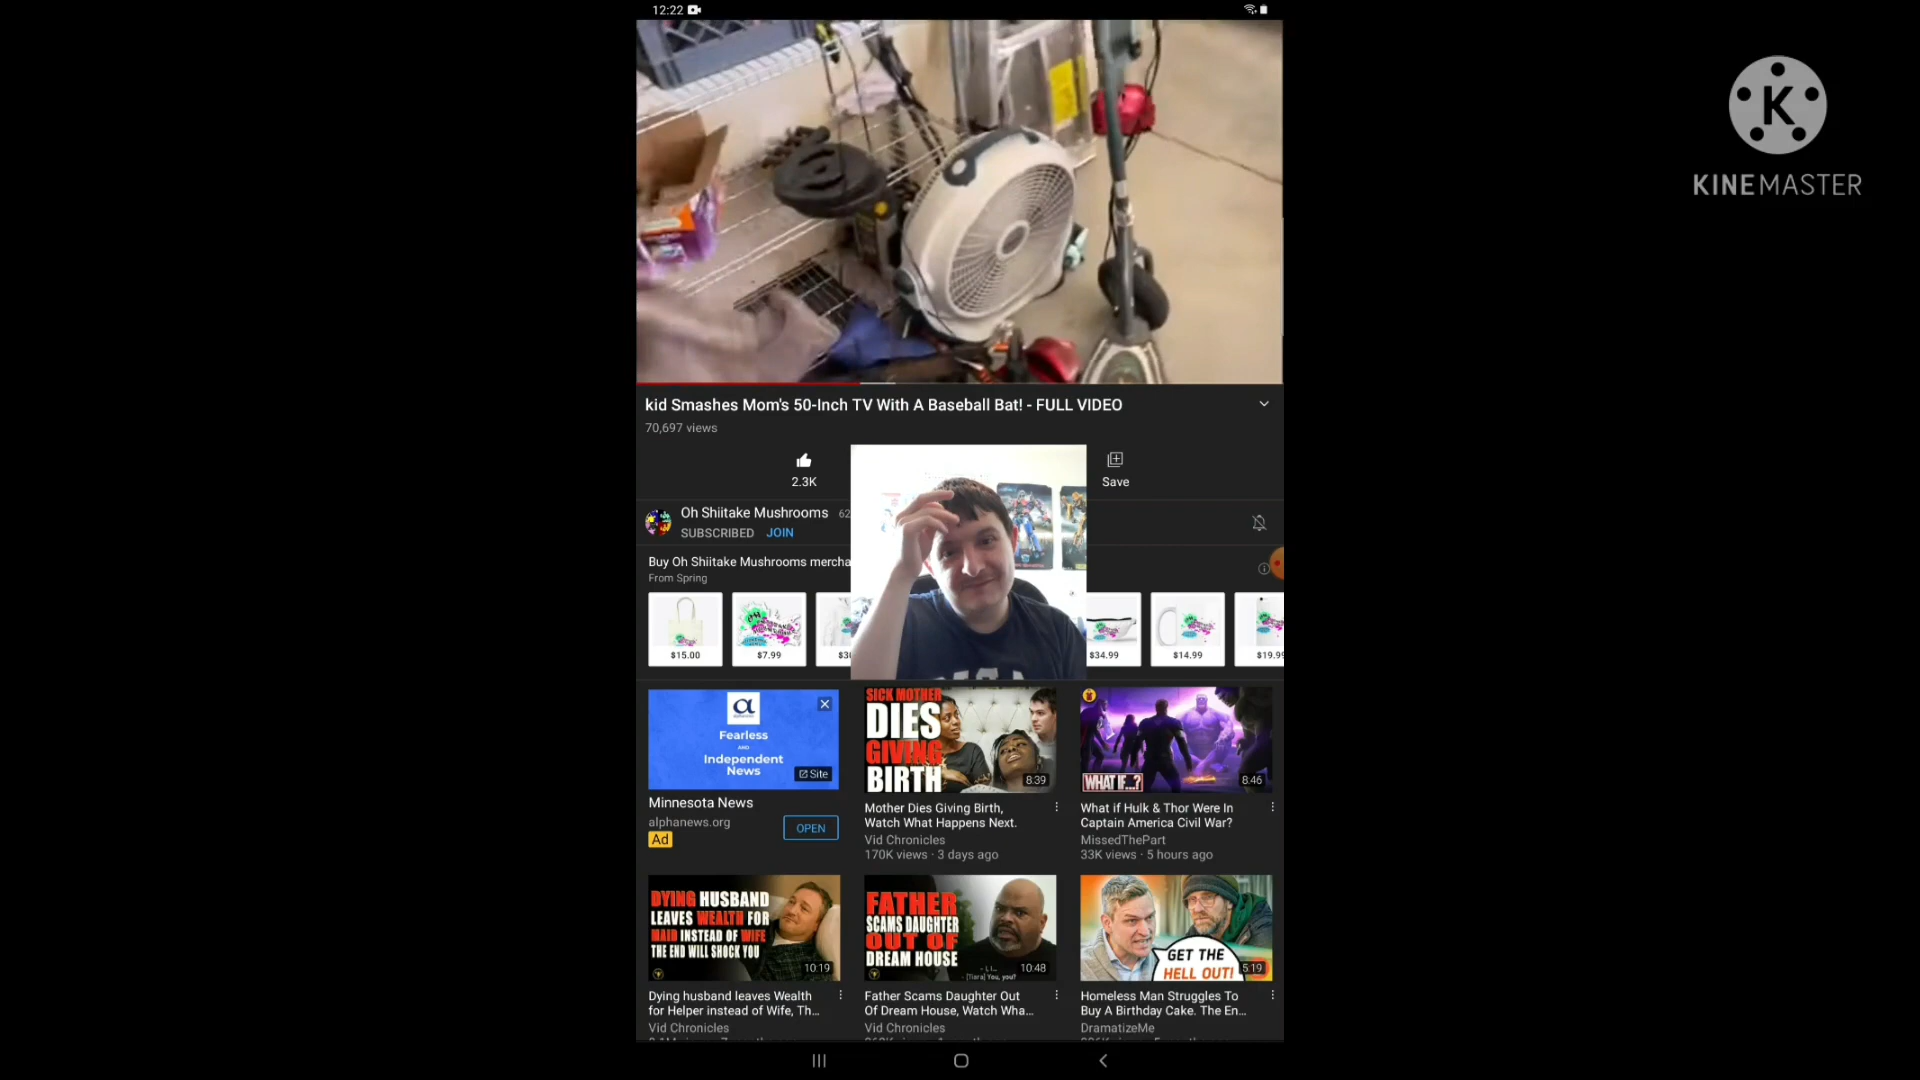 12:22
K
KINEMASTER
kid Smashes Mom's 50-Inch TV With A Baseball Bat! - FULL VIDEO
70,697 views
2.3K
Save
Oh Shiitake Mushrooms 62
SUBSCRIBED JOIN
Buy Oh Shiitake Mushrooms mercha
From Spring
$15.00
$7.99
$34.99
$14.99
$19.99
α
Fearless
AND
Independent
News
Site
Minnesota News
alphanews.org
Ad
OPEN
SICK MOTHER
DIES
GIVING
BIRTH
8:39
Mother Dies Giving Birth,
Watch What Happens Next.
Vid Chronicles
170K views · 3 days ago
WHAT IF...?
8:46
What if Hulk & Thor Were In
Captain America Civil War?
MissedThePart
33K views · 5 hours ago
DYING HUSBAND
LEAVES WEALTH FOR
MAID INSTEAD OF WIFE
THE END WILL SHOCK YOU
10:19
Dying husband leaves Wealth
for Helper instead of Wife, Th...
Vid Chronicles
FATHER
SCAMS DAUGHTER
OUT OF
DREAM HOUSE
- [Tiara] You, you?
10:48
Father Scams Daughter Out
Of Dream House, Watch Wha...
Vid Chronicles
GET THE
HELL OUT!
5:19
Homeless Man Struggles To
Buy A Birthday Cake. The En...
DramatizeMe